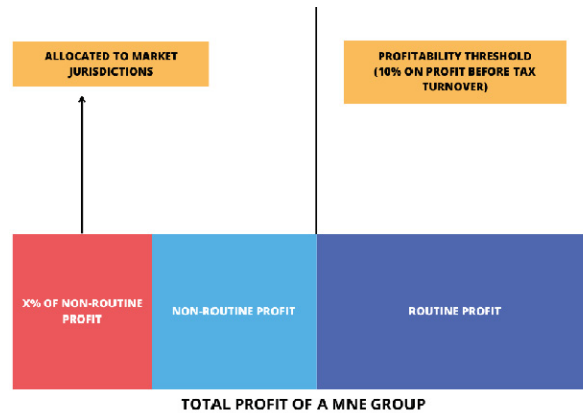 ALLOCATED TO MARKET
JURISDICTIONS
PROFITABILITY THRESHOLD
(10% ON PROFIT BEFORE TAX
TURNOVER)
X% OF NON-ROUTINE
PROFIT
NON-ROUTINE PROFIT
ROUTINE PROFIT
TOTAL PROFIT OF A MNE GROUP